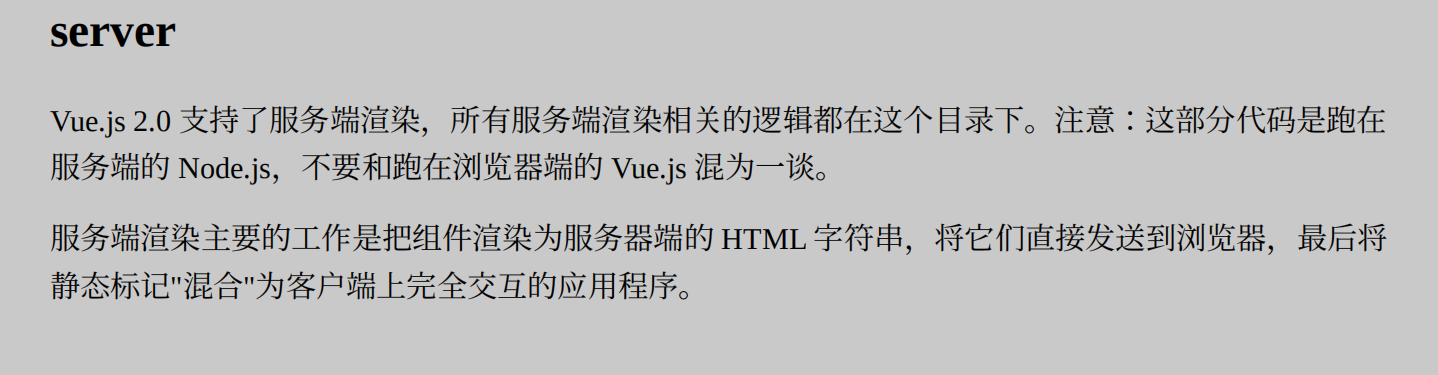 server
Vue.js 2.0 支持了服务端渲染，所有服务端渲染相关的逻辑都在这个目录下。注意：这部分代码是跑在
服务端的 Node.js，不要和跑在浏览器端的 Vue.js 混为一谈。
服务端渲染主要的工作是把组件渲染为服务器端的 HTML 字符串，将它们直接发送到浏览器，最后将
静态标记"混合"为客户端上完全交互的应用程序。